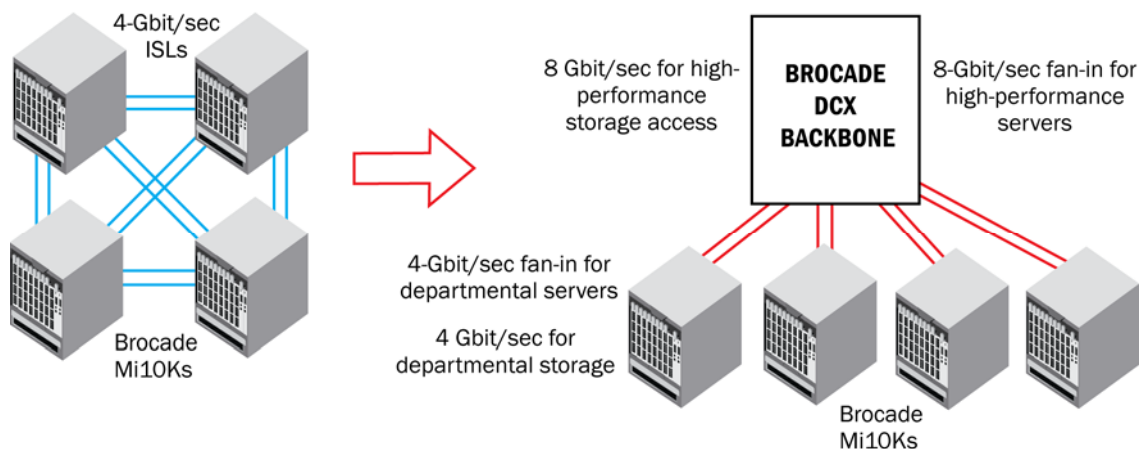 4-Gbit/sec
ISLs
Brocade
Mi10Ks
8 Gbit/sec for high-
performance
storage access
BROCADE
DCX
BACKBONE
8-Gbit/sec fan-in for
high-performance
servers
4-Gbit/sec fan-in for
departmental servers
4 Gbit/sec for
departmental storage
Brocade
Mi10Ks